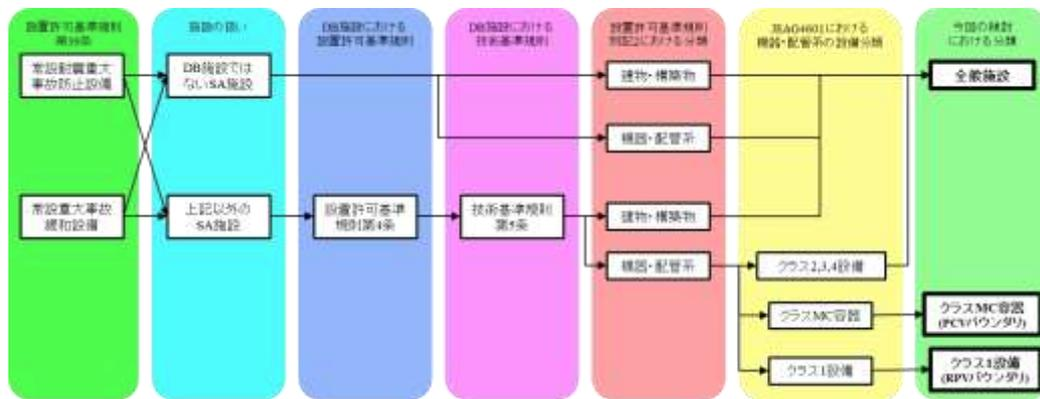 設置許可基準規則
第39条
施設の扱い
DB施設における
設置許可基準規則
DB施設における
技術基準規則
設置許可基準規則
別記2における分類
JEAG4601における
機器・配管系の設備分類
今回の検討
における分類
常設耐震重大
事故防止設備
DB施設では
ないSA施設
建物・構築物
全般施設
機器・配管系
常設重大事故
緩和設備
上記以外の
SA施設
設置許可基準
規則第4条
技術基準規則
第5条
建物・構築物
機器・配管系
クラス2,3,4設備
クラスMC容器
クラスMC容器
(PCVバウンダリ)
クラス1設備
クラス1設備
(RPVバウンダリ)